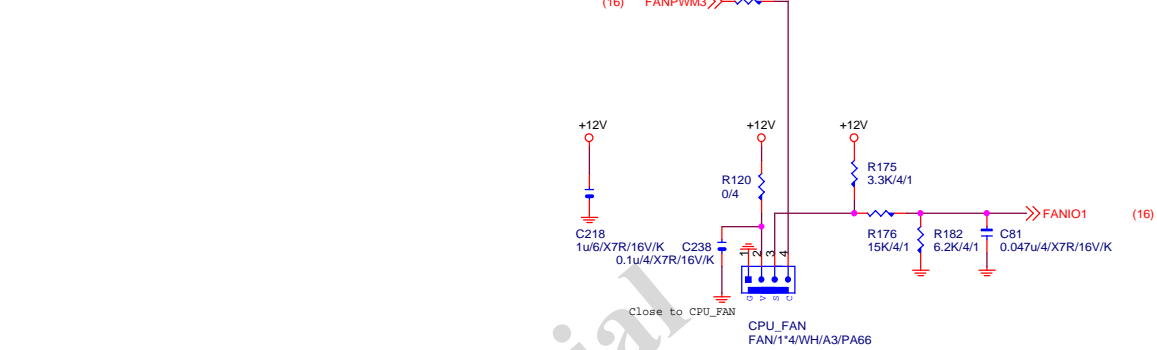 (16) FANPWM3
+12V
+12V
+12V
R175
3.3K/4/1
R120
0/4
FANIO1 (16)
C218
1u/6/X7R/16V/K
C238
0.1u/4/X7R/16V/K
R176
15K/4/1
R182
6.2K/4/1
C81
0.047u/4/X7R/16V/K
1
2
3
4
G
V
S
C
Close to CPU_FAN
CPU_FAN
FAN/1*4/WH/A3/PA66
ial